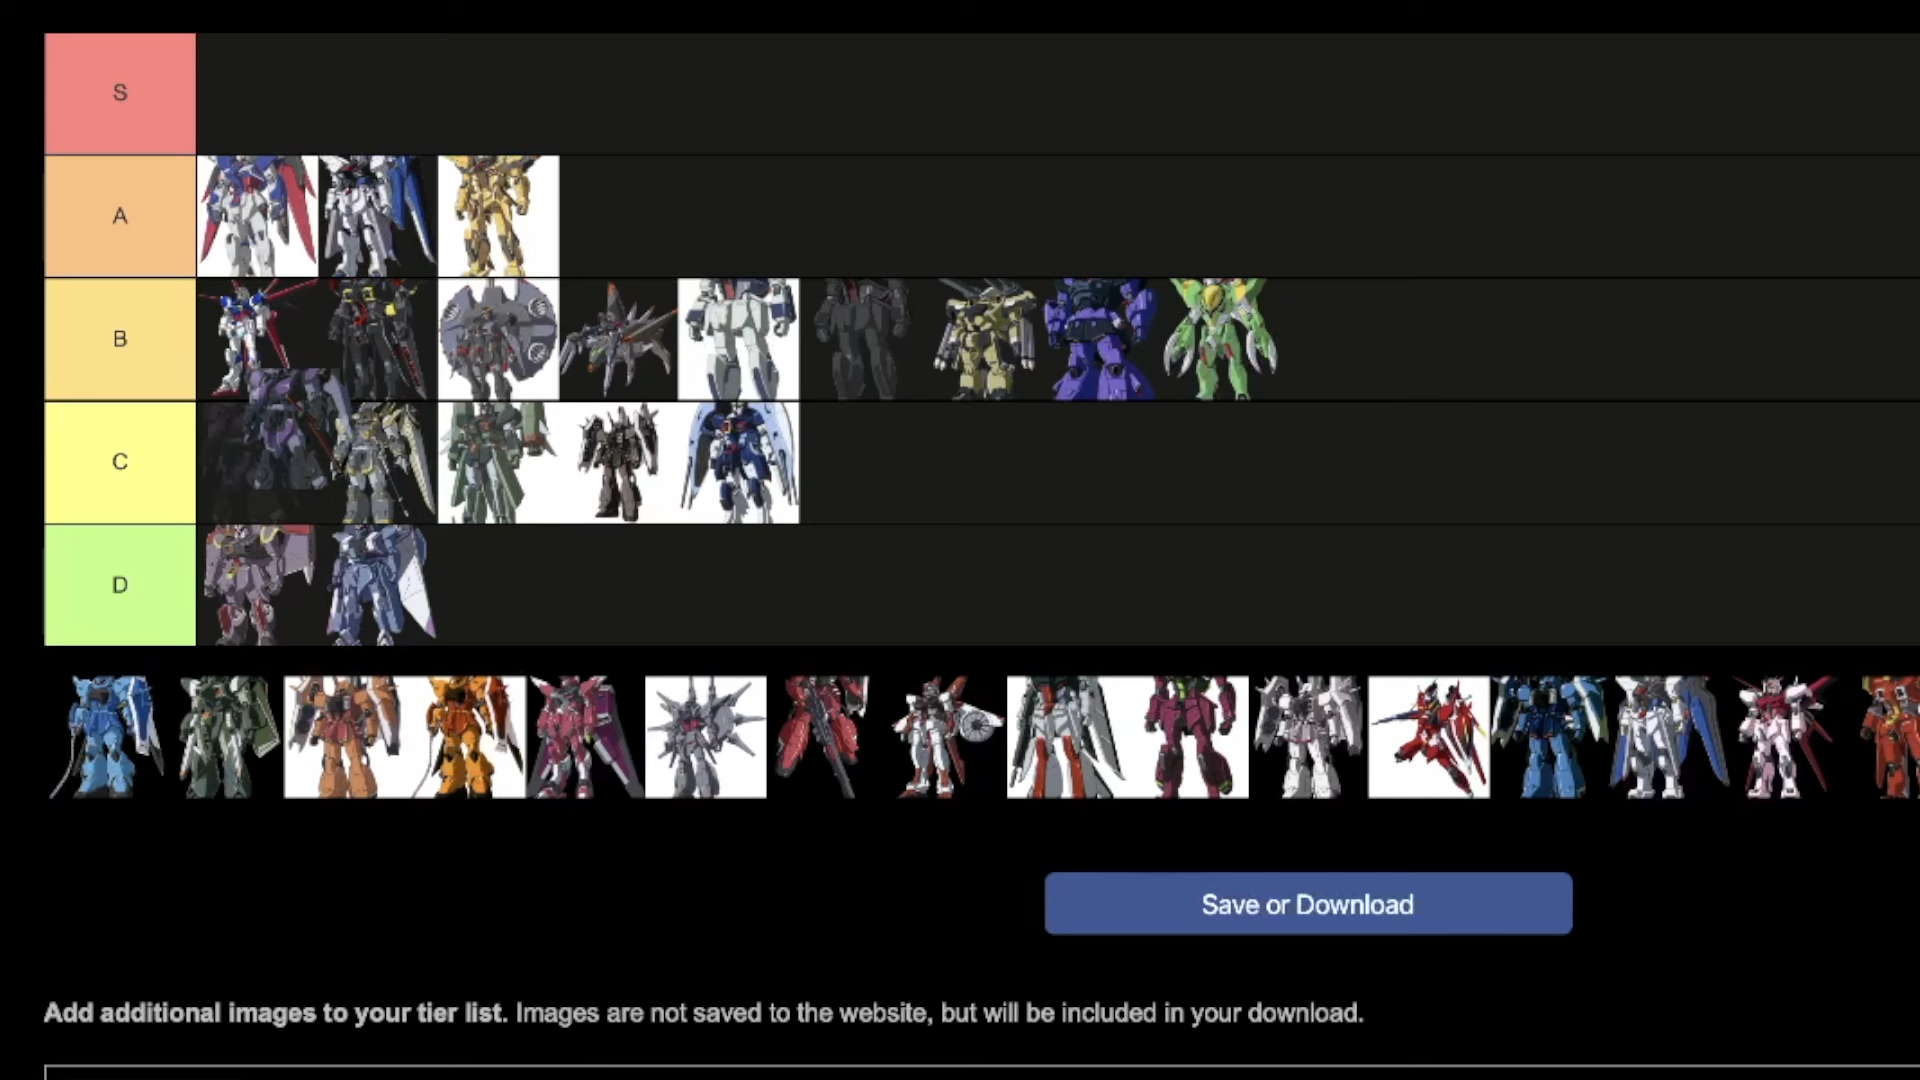 S
A
B
C
D
Save or Download
Add additional images to your tier list. Images are not saved to the website, but will be included in your download.